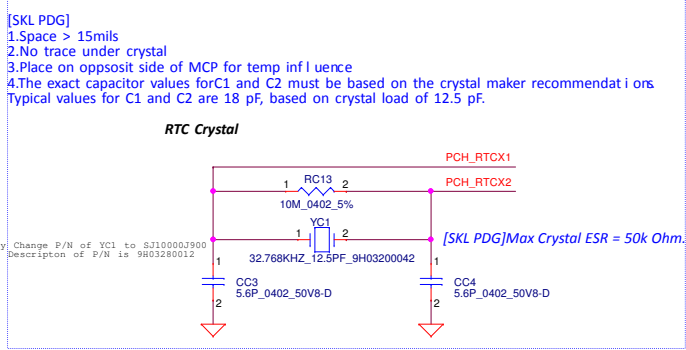 [SKL PDG]
1.Space > 15mils
2.No trace under crystal
3.Place on oppsosit side of MCP for temp influence
4.The exact capacitor values forC1 and C2 must be based on the crystal maker recommendations.
Typical values for C1 and C2 are 18 pF, based on crystal load of 12.5 pF.
RTC Crystal
PCH_RTCX1
PCH_RTCX2
1 RC13 2
10M_0402_5%
YC1
1 2
32.768KHZ_12.5PF_9H03200042
[SKL PDG]Max Crystal ESR = 50k Ohm.
y Change P/N of YC1 to SJ10000J900
Descripton of P/N is 9H03280012
1
CC3
5.6P_0402_50V8-D
2
1
CC4
5.6P_0402_50V8-D
2